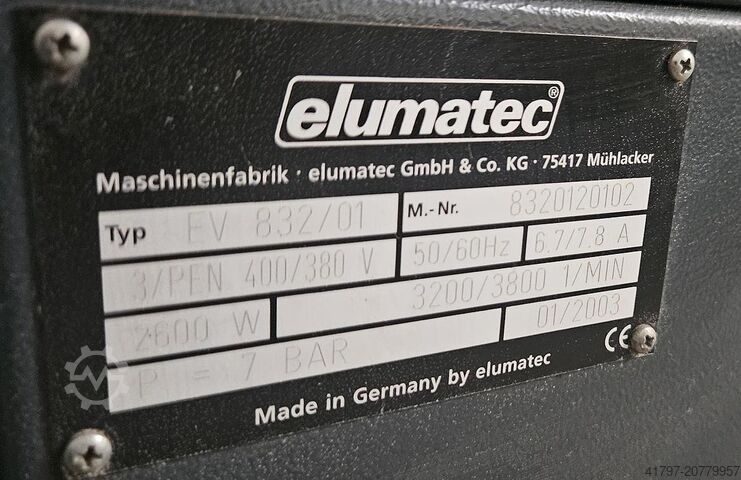 elumatec®
Maschinenfabrik · elumatec GmbH & Co. KG · 75417 Mühlacker
Typ EV 832/01 M.-Nr. 8320120102
3/PEN 400/380 V 50/60Hz 6.7/7.8 A
2600 W 3200/3800 1/MIN
P = 7 BAR 01/2003 CE
Made in Germany by elumatec
41797-20779957